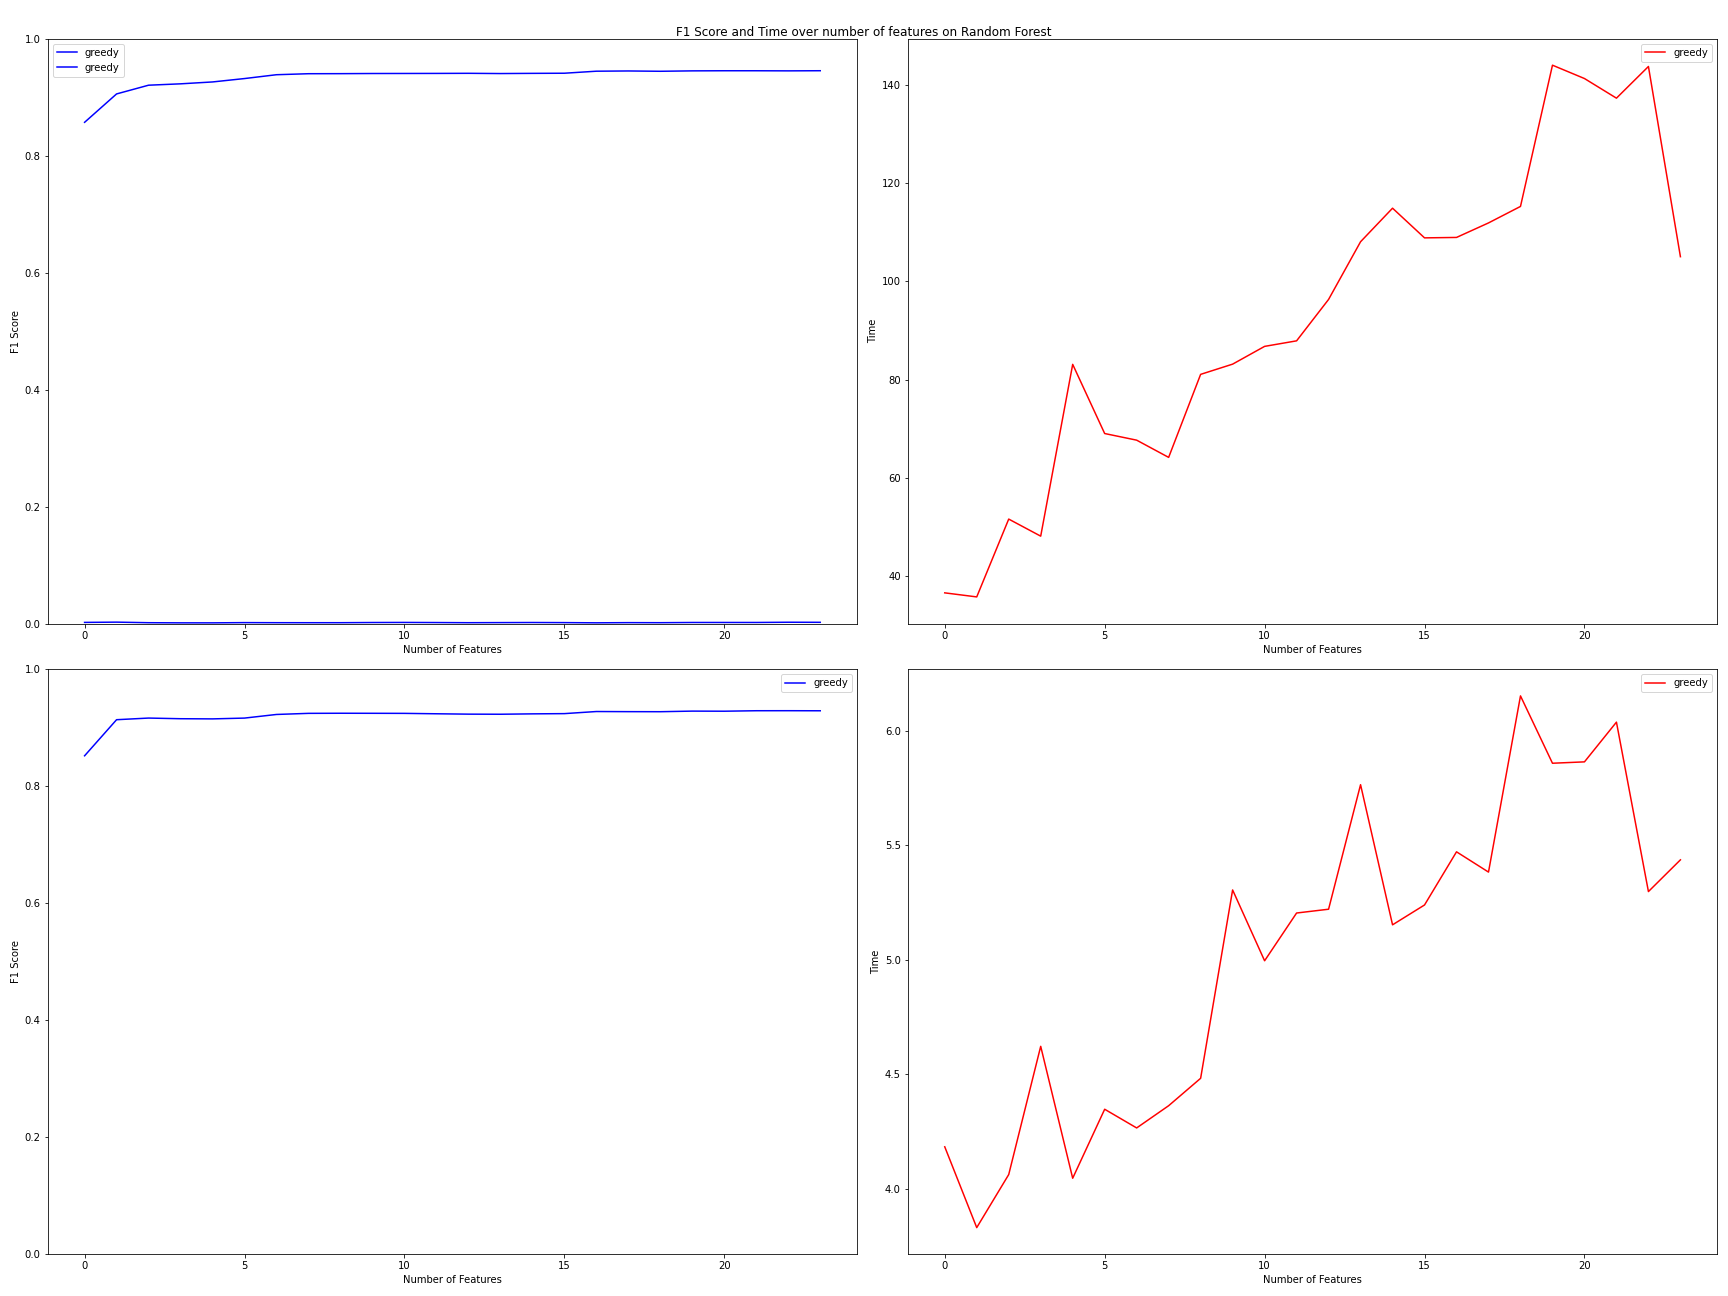 F1 Score and Time over number of features on Random Forest
1.0
0.8
0.6
0.4
0.2
0.0
F1 Score
greedy
greedy
0 5 10 15 20
Number of Features
140
120
100
80
60
40
Time
greedy
0 5 10 15 20
Number of Features
1.0
0.8
0.6
0.4
0.2
0.0
F1 Score
greedy
0 5 10 15 20
Number of Features
6.0
5.5
5.0
4.5
4.0
Time
greedy
0 5 10 15 20
Number of Features